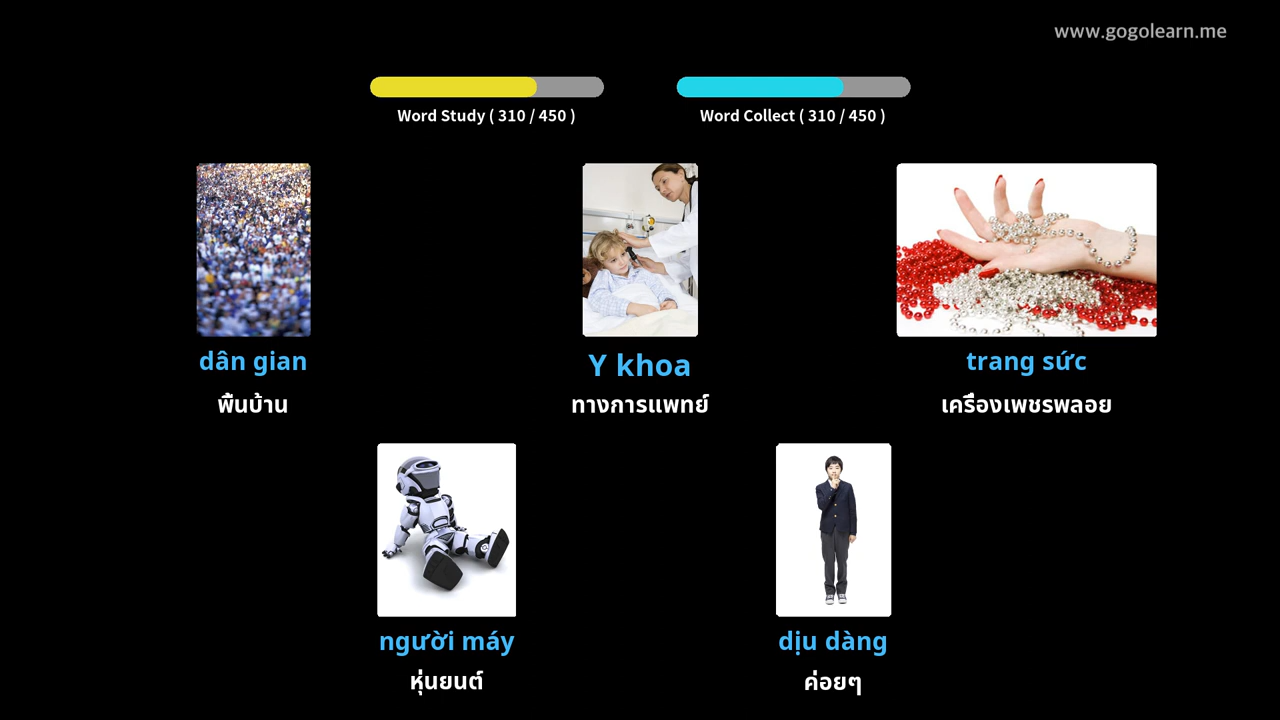 www.gogolearn.me
Word Study ( 310 / 450 )
Word Collect ( 310 / 450 )
dân gian
Y khoa
trang sức
พื้นบ้าน
ทางการแพทย์
เครื่องเพชรพลอย
người máy
dịu dàng
หุ่นยนต์
ค่อยๆ